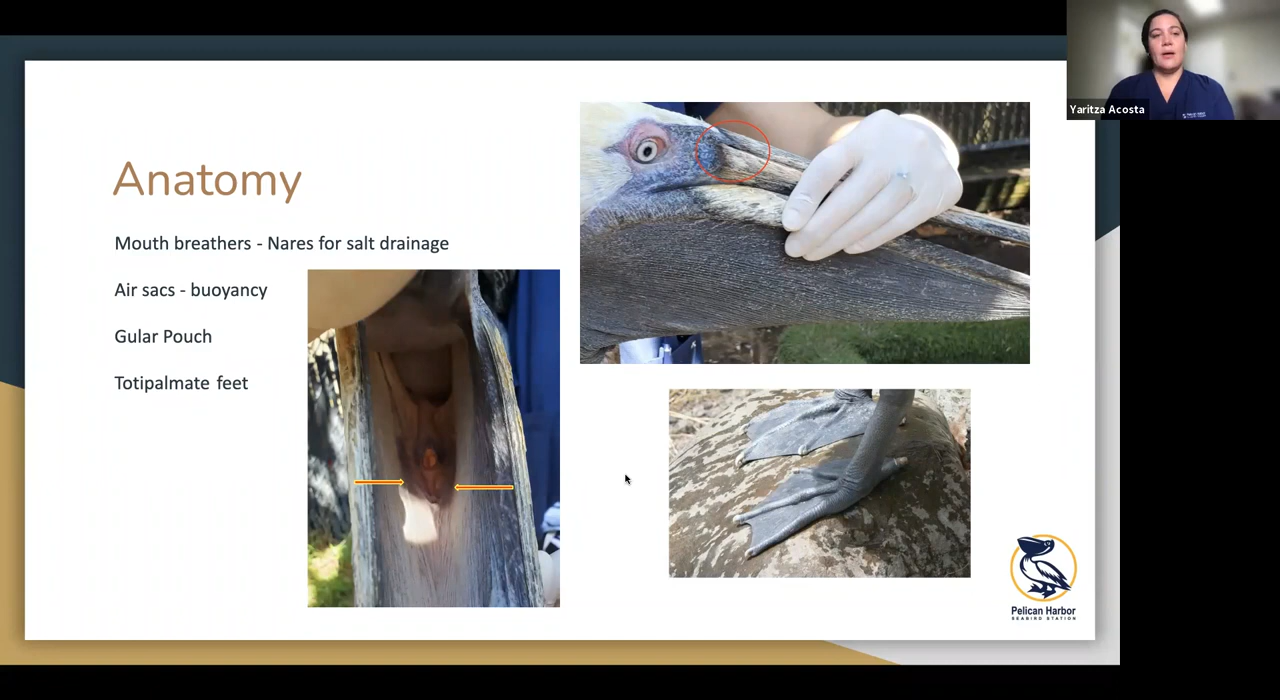 Yaritza Acosta
Anatomy
Mouth breathers - Nares for salt drainage
Air sacs - buoyancy
Gular Pouch
Totipalmate feet
Pelican Harbor
SEABIRD STATION